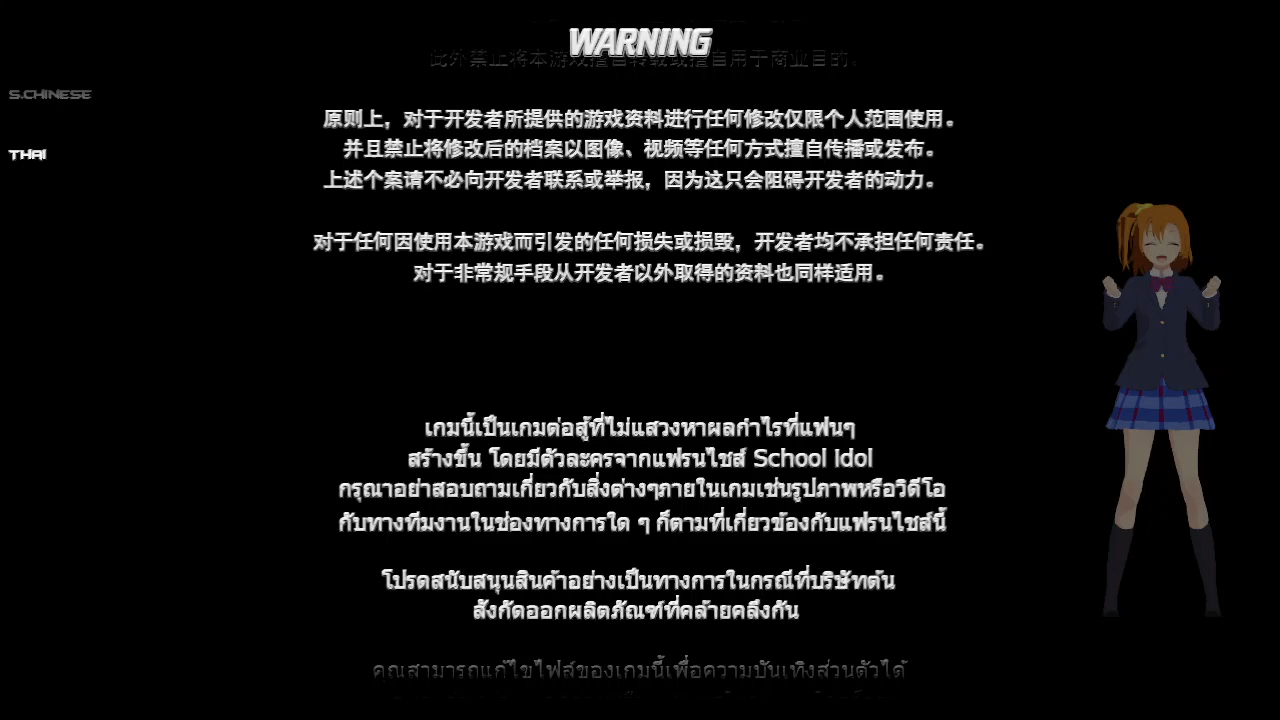 WARNING
此外禁止将本游戏擅自转载或擅自用于商业目的。
S.CHINESE
原则上，对于开发者所提供的游戏资料进行任何修改仅限个人范围使用。
THAI
并且禁止将修改后的档案以图像、视频等任何方式擅自传播或发布。
上述个案请不必向开发者联系或举报，因为这只会阻碍开发者的动力。
对于任何因使用本游戏而引发的任何损失或损毁，开发者均不承担任何责任。
对于非常规手段从开发者以外取得的资料也同样适用。
เกมนี้เป็นเกมต่อสู้ที่ไม่แสวงหาผลกำไรที่แฟนๆ
สร้างขึ้น โดยมีตัวละครจากแฟรนไชส์ School Idol
กรุณาอย่าสอบถามเกี่ยวกับสิ่งต่างๆภายในเกมเช่นรูปภาพหรือวิดีโอ
กับทางทีมงานในช่องทางการใด ๆ ก็ตามที่เกี่ยวข้องกับแฟรนไชส์นี้
โปรดสนับสนุนสินค้าอย่างเป็นทางการในกรณีที่บริษัทต้น
สังกัดออกผลิตภัณฑ์ที่คล้ายคลึงกัน
คุณสามารถแก้ไขไฟล์ของเกมนี้เพื่อความบันเทิงส่วนตัวได้